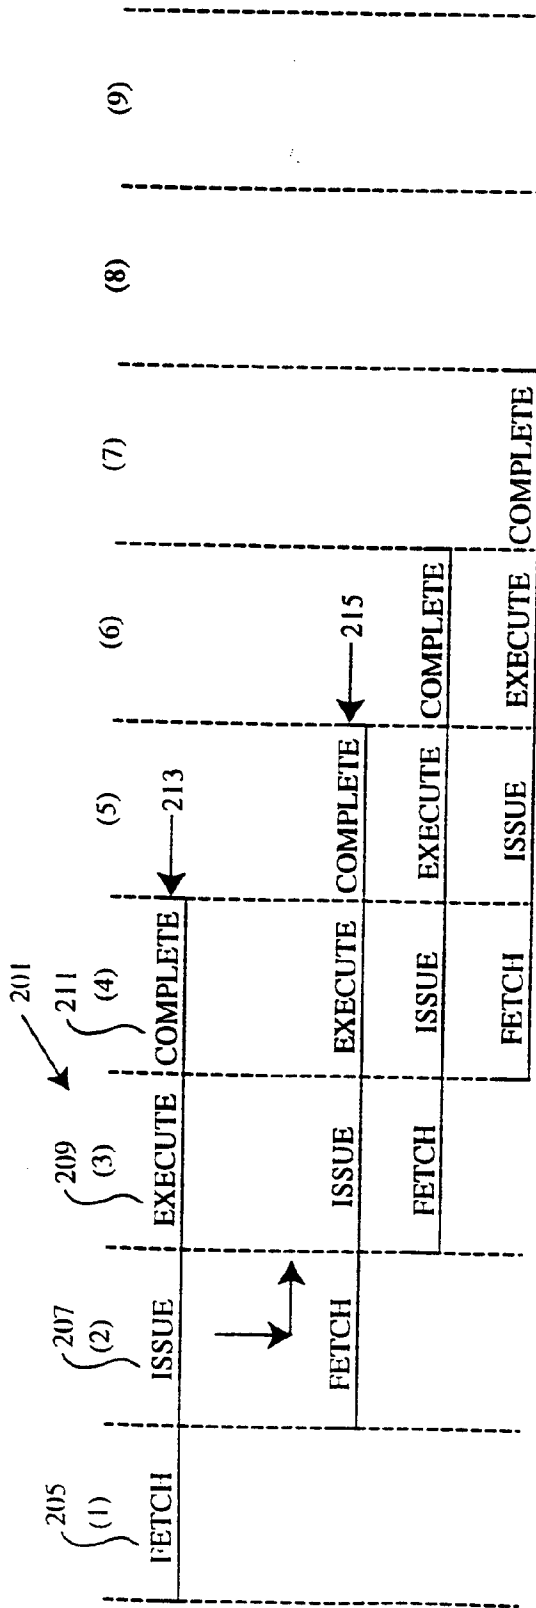 201
205 207 209 211
(1) (2) (3) (4) (5) (6) (7) (8) (9)
FETCH ISSUE EXECUTE COMPLETE 213
FETCH ISSUE EXECUTE COMPLETE 215
FETCH ISSUE EXECUTE COMPLETE
FETCH ISSUE EXECUTE COMPLETE